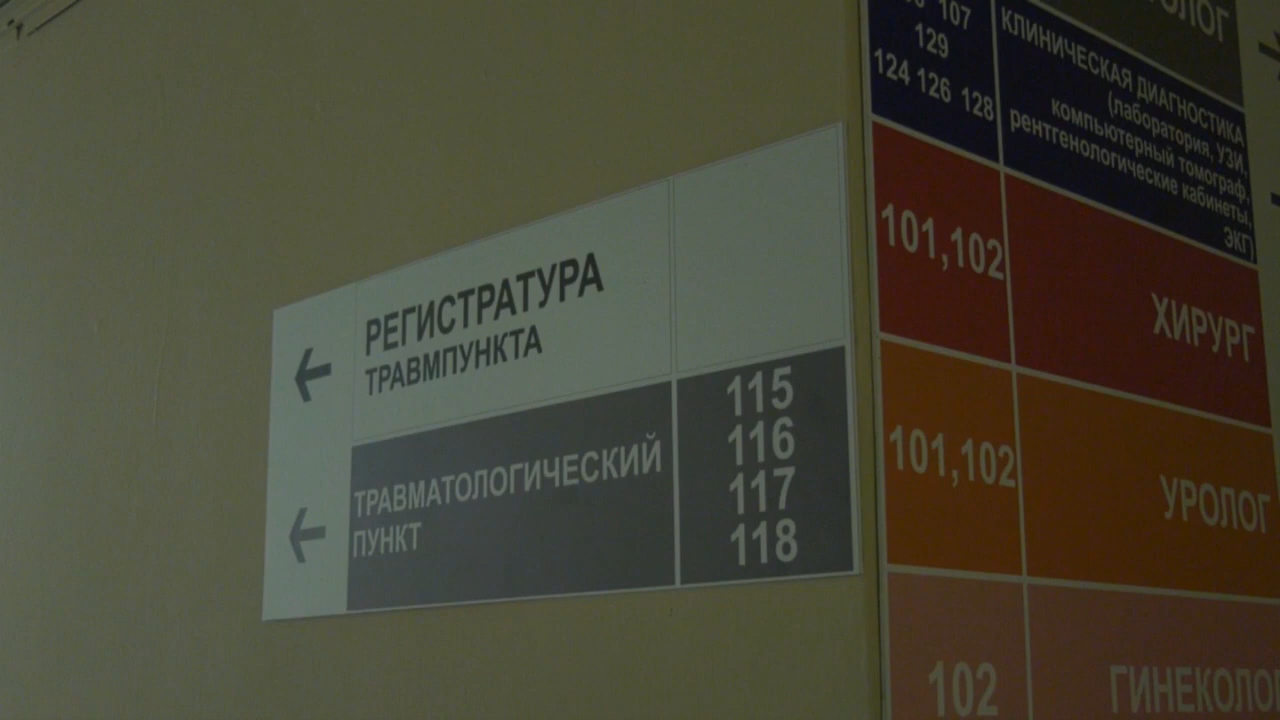 РЕГИСТРАТУРА
ТРАВМПУНКТА
ТРАВМАТОЛОГИЧЕСКИЙ
ПУНКТ
115
116
117
118
107
129
124 126 128
КЛИНИЧЕСКАЯ ДИАГНОСТИКА
(лаборатория, УЗИ,
компьютерный томограф,
рентгенологические кабинеты,
ЭКГ)
101,102
ХИРУРГ
101,102
УРОЛОГ
102